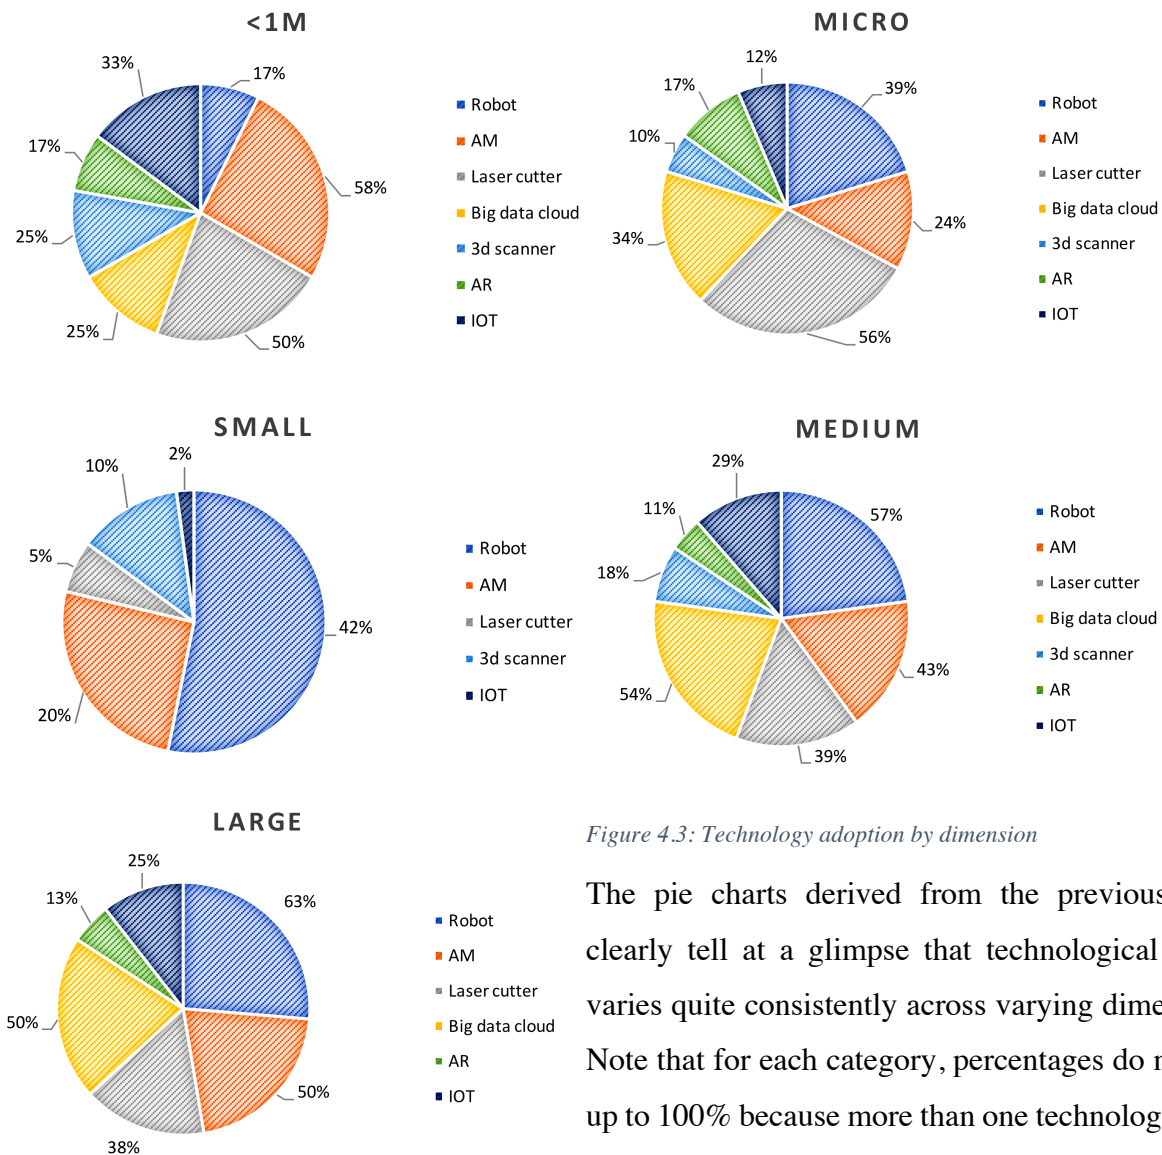 <1M
33%
17%
17%
58%
25%
25%
50%
Robot
AM
Laser cutter
Big data cloud
3d scanner
AR
IOT
MICRO
12%
17%
39%
10%
24%
34%
56%
Robot
AM
Laser cutter
Big data cloud
3d scanner
AR
IOT
SMALL
2%
10%
5%
42%
20%
Robot
AM
Laser cutter
3d scanner
IOT
MEDIUM
29%
11%
57%
18%
43%
54%
39%
Robot
AM
Laser cutter
Big data cloud
3d scanner
AR
IOT
LARGE
25%
13%
63%
50%
50%
38%
Robot
AM
Laser cutter
Big data cloud
AR
IOT
Figure 4.3: Technology adoption by dimension
The pie charts derived from the previous
clearly tell at a glimpse that technological
varies quite consistently across varying dime
Note that for each category, percentages do
up to 100% because more than one technolog